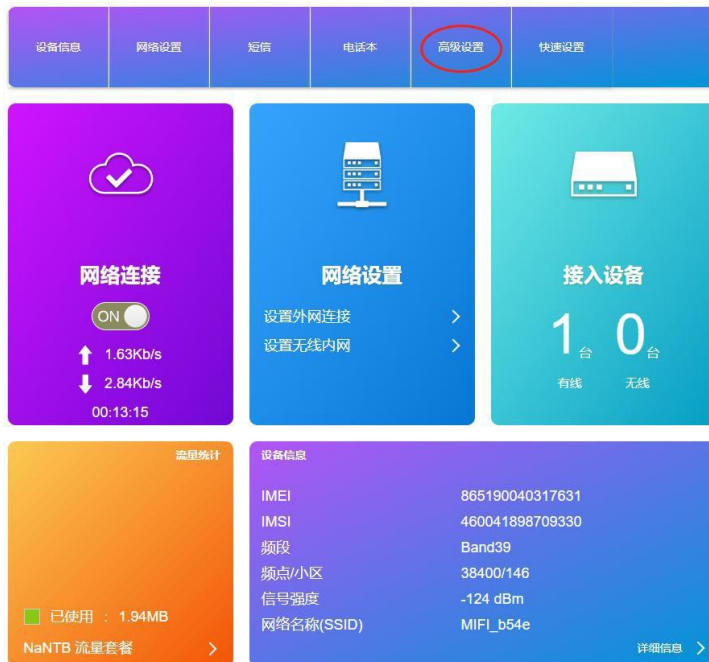 设备信息 网络设置 短信 电话本 高级设置 快速设置
网络连接
ON
1.63Kb/s
2.84Kb/s
00:13:15
网络设置
设置外网连接
设置无线内网
接入设备
1台 0台
有线 无线
流量统计
已使用 : 1.94MB
NaNTB 流量套餐
设备信息
IMEI 865190040317631
IMSI 460041898709330
频段 Band39
频点/小区 38400/146
信号强度 -124 dBm
网络名称(SSID) MIFI_b54e
详细信息